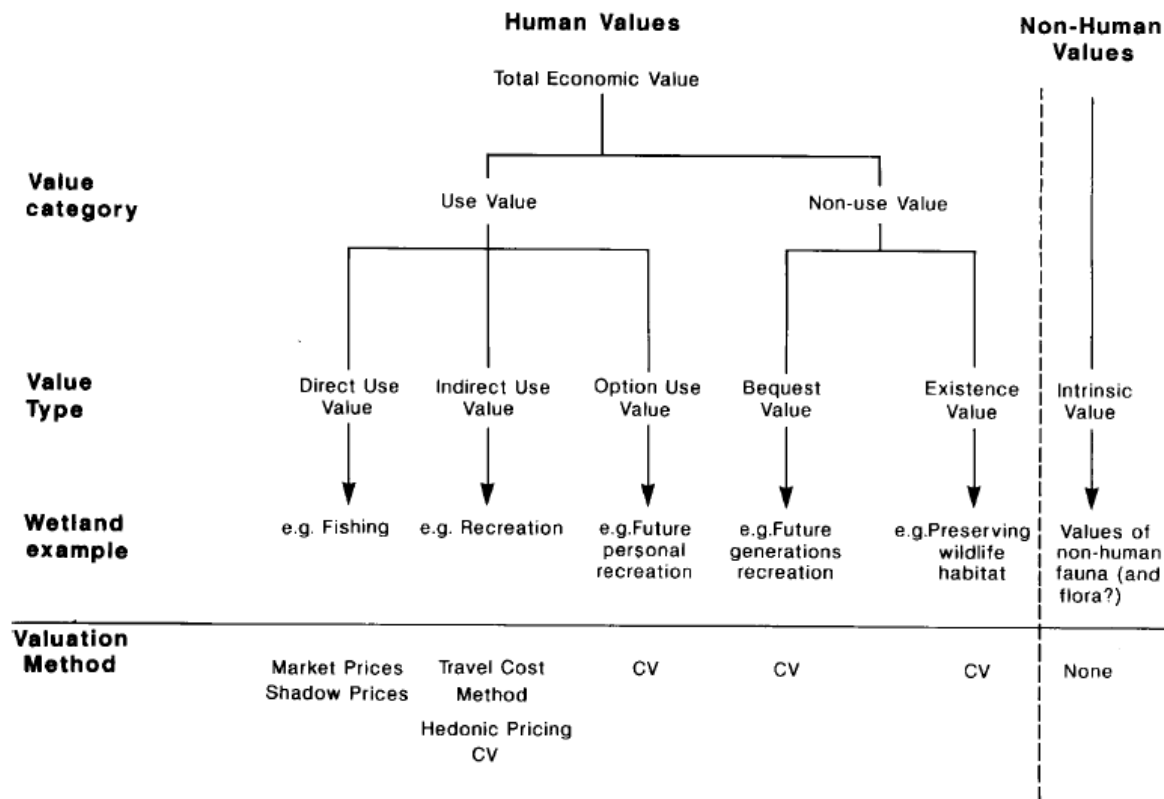 Human Values
Non-Human
Values
Total Economic Value
Value
category
Use Value
Non-use Value
Value
Type
Direct Use
Value
Indirect Use
Value
Option Use
Value
Bequest
Value
Existence
Value
Intrinsic
Value
Wetland
example
e.g. Fishing
e.g. Recreation
e.g.Future
personal
recreation
e.g.Future
generations
recreation
e.g.Preserving
wildlife
habitat
Values of
non-human
fauna (and
flora?)
Valuation
Method
Market Prices
Shadow Prices
Travel Cost
Method
Hedonic Pricing
CV
CV
CV
CV
None